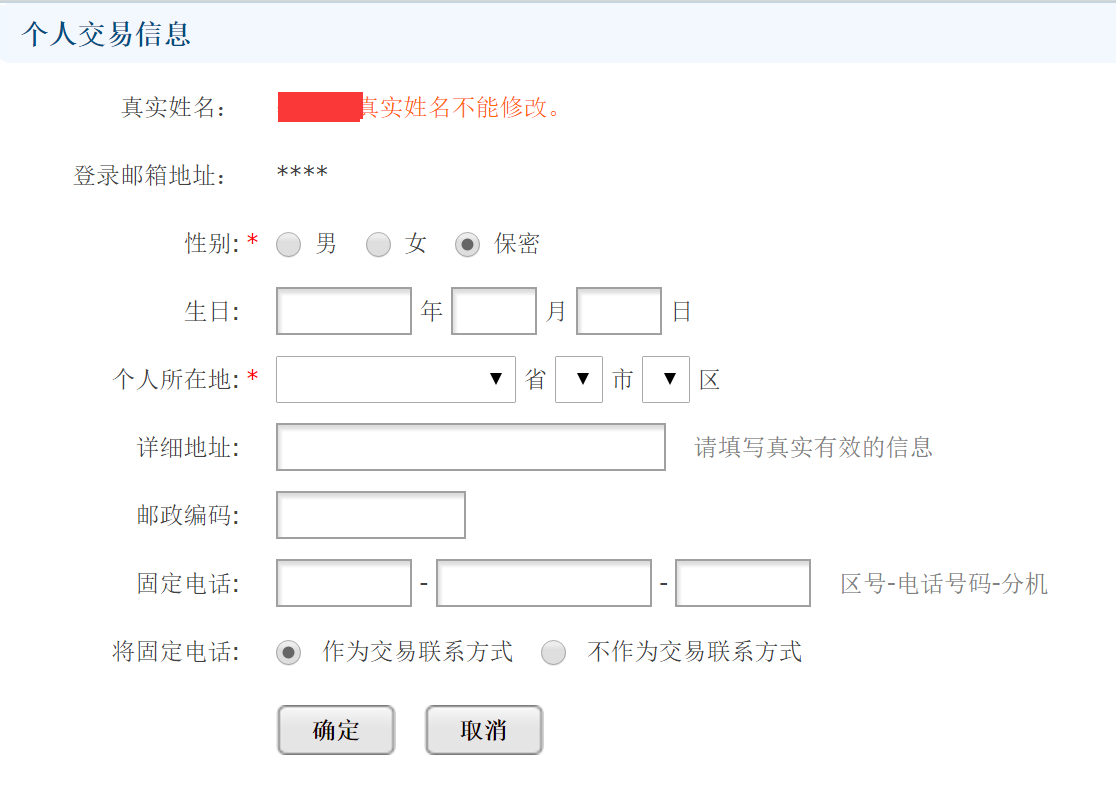 个人交易信息
真实姓名： 真实姓名不能修改。
登录邮箱地址： ****
性别: * 男 女 保密
生日: 年 月 日
个人所在地: * 省 市 区
详细地址: 请填写真实有效的信息
邮政编码:
固定电话: - - 区号-电话号码-分机
将固定电话: 作为交易联系方式 不作为交易联系方式
确定 取消